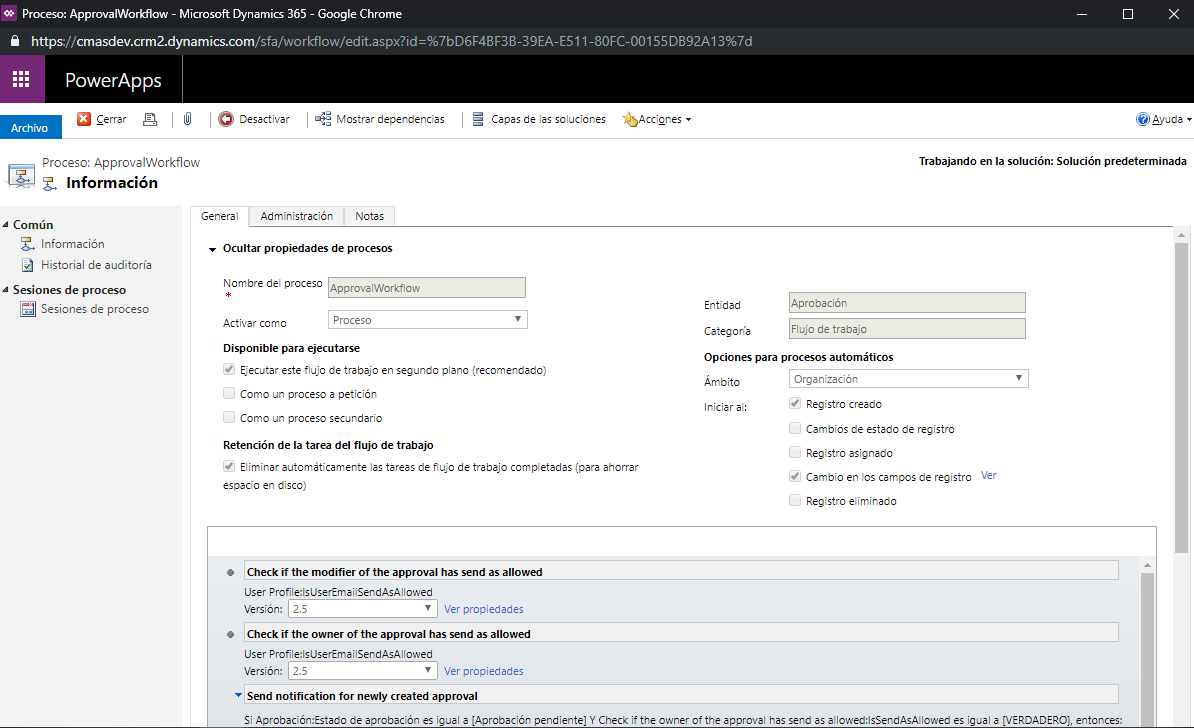 Proceso: ApprovalWorkflow - Microsoft Dynamics 365 - Google Chrome
https://cmasdev.crm2.dynamics.com/sfa/workflow/edit.aspx?id=%7bD6F4BF3B-39EA-E511-80FC-00155DB92A13%7d
PowerApps
Archivo
Cerrar
Desactivar
Mostrar dependencias
Capas de las soluciones
Acciones
Ayuda
Proceso: ApprovalWorkflow
Información
Trabajando en la solución: Solución predeterminada
Común
Información
Historial de auditoría
Sesiones de proceso
Sesiones de proceso
General
Administración
Notas
Ocultar propiedades de procesos
Nombre del proceso
*
ApprovalWorkflow
Activar como
Proceso
Disponible para ejecutarse
Ejecutar este flujo de trabajo en segundo plano (recomendado)
Como un proceso a petición
Como un proceso secundario
Retención de la tarea del flujo de trabajo
Eliminar automáticamente las tareas de flujo de trabajo completadas (para ahorrar
espacio en disco)
Entidad
Aprobación
Categoría
Flujo de trabajo
Opciones para procesos automáticos
Ámbito
Organización
Iniciar al:
Registro creado
Cambios de estado de registro
Registro asignado
Cambio en los campos de registro
Ver
Registro eliminado
Check if the modifier of the approval has send as allowed
User Profile:IsUserEmailSendAsAllowed
Versión:
2.5
Ver propiedades
Check if the owner of the approval has send as allowed
User Profile:IsUserEmailSendAsAllowed
Versión:
2.5
Ver propiedades
Send notification for newly created approval
Si Aprobación:Estado de aprobación es igual a [Aprobación pendiente] Y Check if the owner of the approval has send as allowed:IsSendAsAllowed es igual a [VERDADERO], entonces: